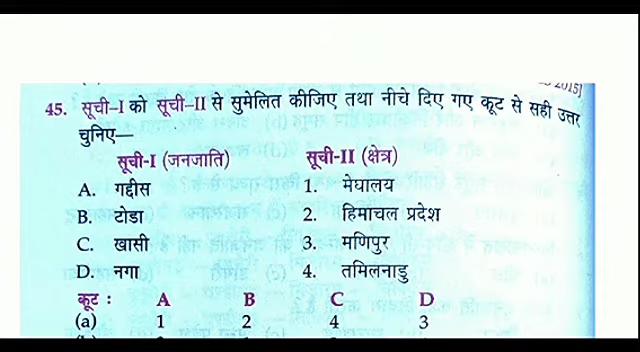 2015]
45. सूची–I को सूची–II से सुमेलित कीजिए तथा नीचे दिए गए कूट से सही उत्तर
चुनिए—
सूची-I (जनजाति) सूची-II (क्षेत्र)
A. गद्दीस 1. मेघालय
B. टोडा 2. हिमाचल प्रदेश
C. खासी 3. मणिपुर
D. नगा 4. तमिलनाडु
कूट : A B C D
(a) 1 2 4 3